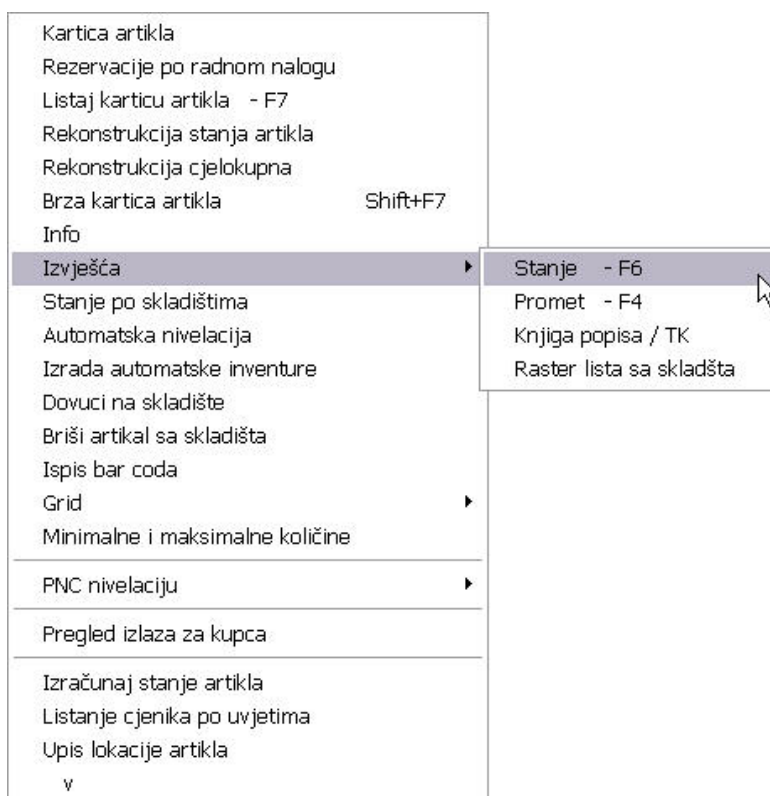 Kartica artikla
Rezervacije po radnom nalogu
Listaj karticu artikla - F7
Rekonstrukcija stanja artikla
Rekonstrukcija cjelokupna
Brza kartica artikla Shift+F7
Info
Izvješća
Stanje po skladištima
Automatska nivelacija
Izrada automatske inventure
Dovuci na skladište
Briši artikal sa skladišta
Ispis bar coda
Grid
Minimalne i maksimalne količine
PNC nivelaciju
Pregled izlaza za kupca
Izračunaj stanje artikla
Listanje cjenika po uvjetima
Upis lokacije artikla
v
Stanje - F6
Promet - F4
Knjiga popisa / TK
Raster lista sa skladšta